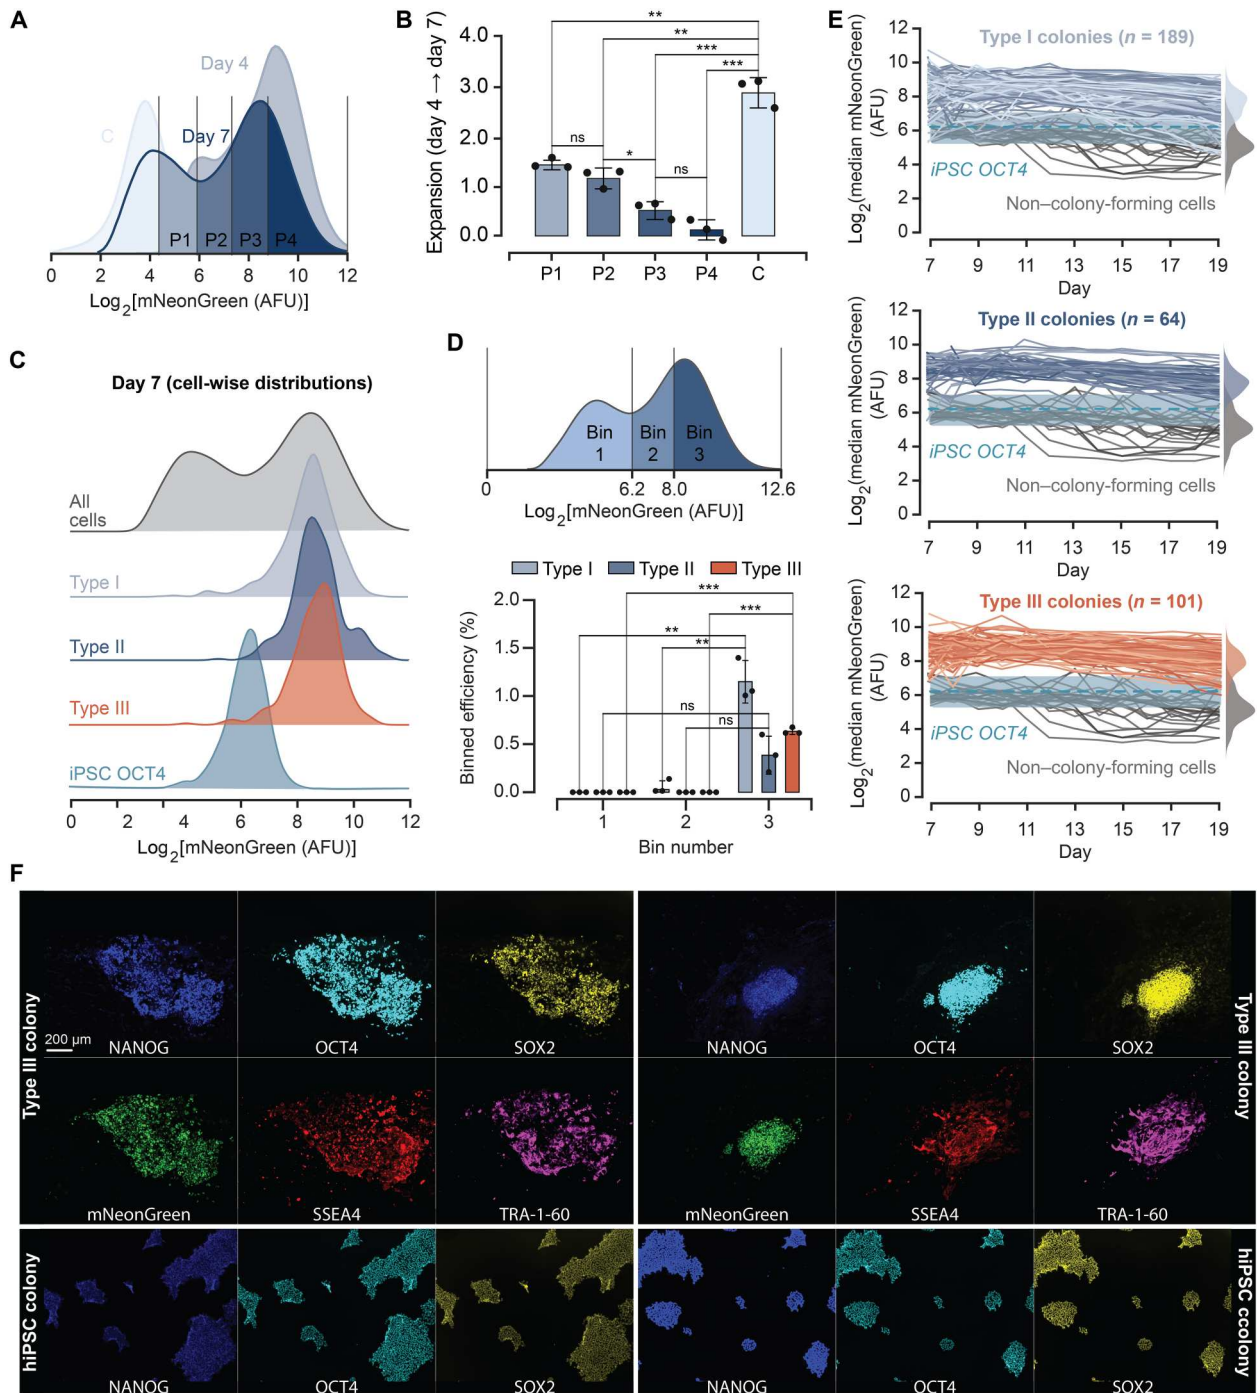 A
C
Day 4
Day 7
P1 P2 P3 P4
0 2 4 6 8 10 12
Log2[mNeonGreen (AFU)]
B
Expansion (day 4 → day 7)
4.0
3.0
2.0
1.0
0.0
**
**
***
***
ns
*
ns
P1 P2 P3 P4 C
C
Day 7 (cell-wise distributions)
All
cells
Type I
Type II
Type III
iPSC OCT4
0 2 4 6 8 10 12
Log2[mNeonGreen (AFU)]
D
Bin
1
Bin
2
Bin
3
0 6.2 8.0 12.6
Log2[mNeonGreen (AFU)]
Type I Type II Type III
Binned efficiency (%)
2.0
1.5
1.0
0.5
0.0
***
***
**
**
ns
ns
1 2 3
Bin number
E
Log2(median mNeonGreen)
(AFU)
12
10
8
6
4
2
0
Type I colonies (n = 189)
iPSC OCT4
Non–colony-forming cells
7 9 11 13 15 17 19
Day
Log2(median mNeonGreen)
(AFU)
12
10
8
6
4
2
0
Type II colonies (n = 64)
iPSC OCT4
Non–colony-forming cells
7 9 11 13 15 17 19
Day
Log2(median mNeonGreen)
(AFU)
12
10
8
6
4
2
0
Type III colonies (n = 101)
iPSC OCT4
Non–colony-forming cells
7 9 11 13 15 17 19
Day
F
Type III colony
200 μm
NANOG OCT4 SOX2
mNeonGreen SSEA4 TRA-1-60
NANOG OCT4 SOX2
mNeonGreen SSEA4 TRA-1-60
Type III colony
hiPSC colony
NANOG OCT4 SOX2
NANOG OCT4 SOX2
hiPSC ccolony